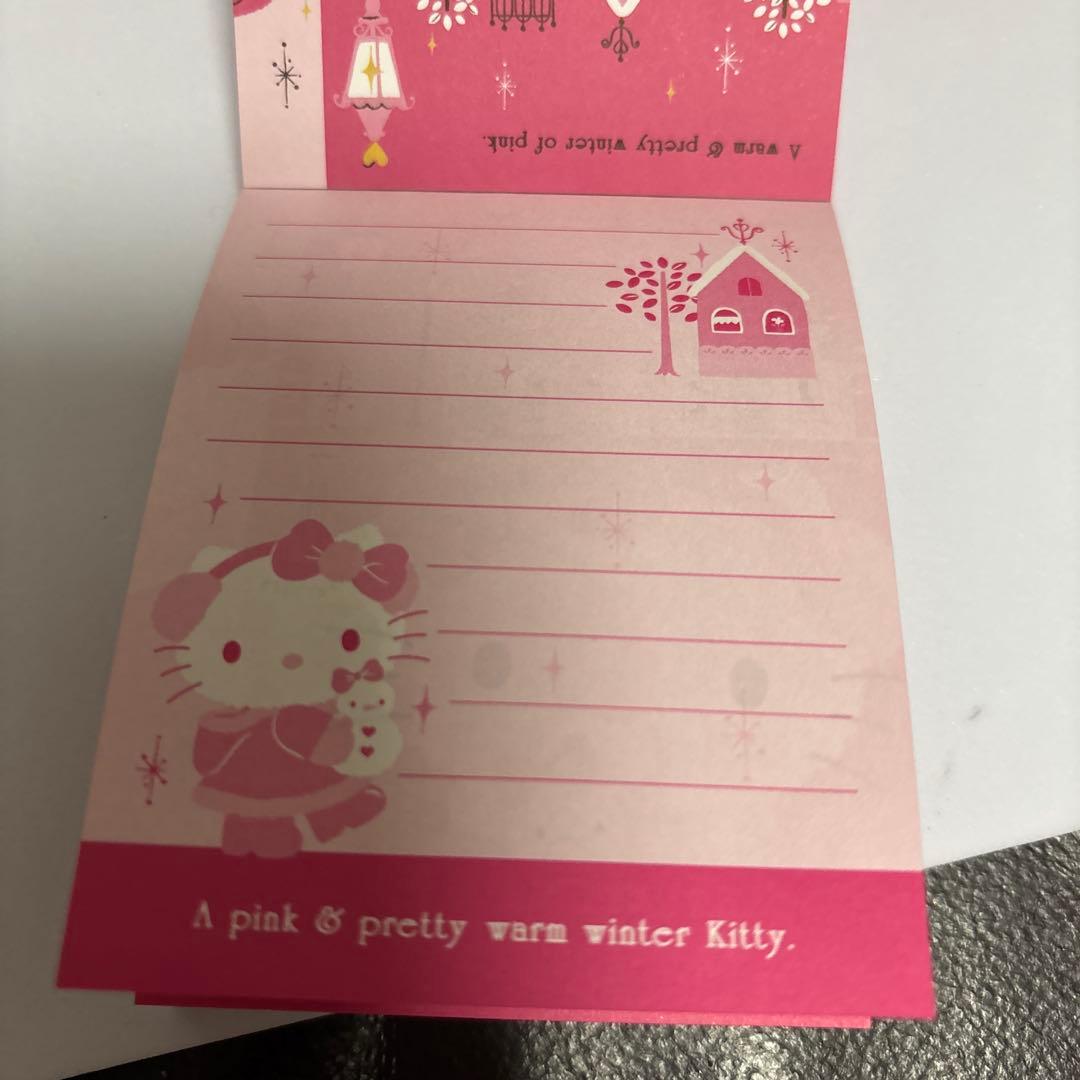 A warm & pretty winter of pink.
A pink & pretty warm winter Kitty.